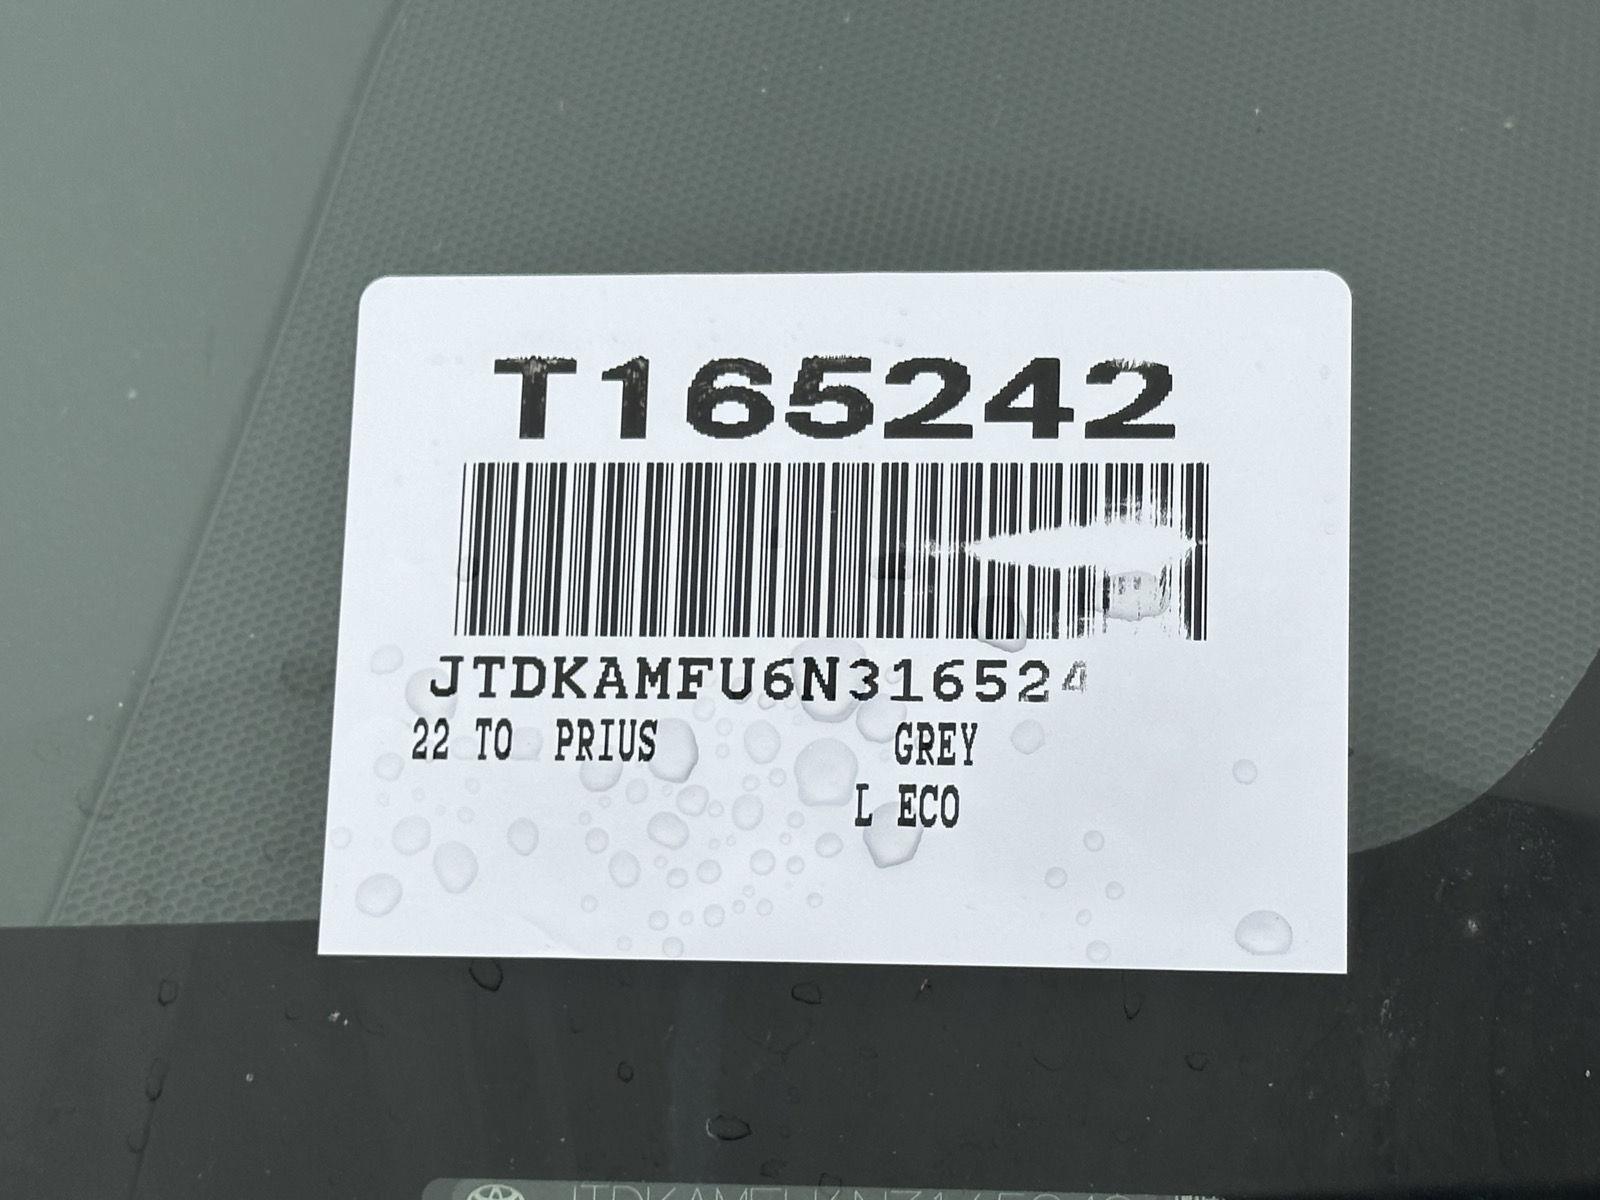 T165242
JTDKAMFU6N316524
22 TO PRIUS GREY
L ECO